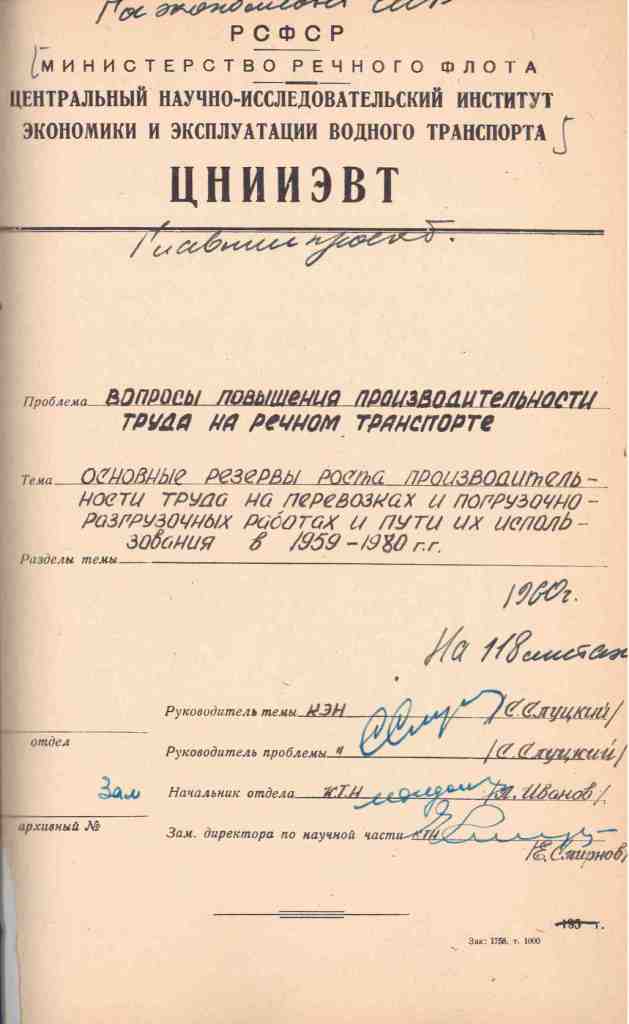 РСФСР
МИНИСТЕРСТВО РЕЧНОГО ФЛОТА
ЦЕНТРАЛЬНЫЙ НАУЧНО-ИССЛЕДОВАТЕЛЬСКИЙ ИНСТИТУТ
ЭКОНОМИКИ И ЭКСПЛУАТАЦИИ ВОДНОГО ТРАНСПОРТА
ЦНИИЭВТ
Проблема ВОПРОСЫ ПОВЫШЕНИЯ ПРОИЗВОДИТЕЛЬНОСТИ
ТРУДА НА РЕЧНОМ ТРАНСПОРТЕ
Тема ОСНОВНЫЕ РЕЗЕРВЫ РОСТА ПРОИЗВОДИТЕЛЬ-
НОСТИ ТРУДА НА ПЕРЕВОЗКАХ И ПОГРУЗОЧНО-
РАЗГРУЗОЧНЫХ РАБОТАХ И ПУТИ ИХ ИСПОЛЬ-
ЗОВАНИЯ В 1959-1980 г.г.
Разделы темы
1960г.
На 118 листах
Руководитель темы КЭН /С. Слуцкий/
отдел
Руководитель проблемы " /С. Слуцкий/
Зам Начальник отдела К.Т.Н /А. Иванов/
архивный №
Зам. директора по научной части КТН
/Е. Смирнов/
195 г.
Зак: 1758. т. 1000